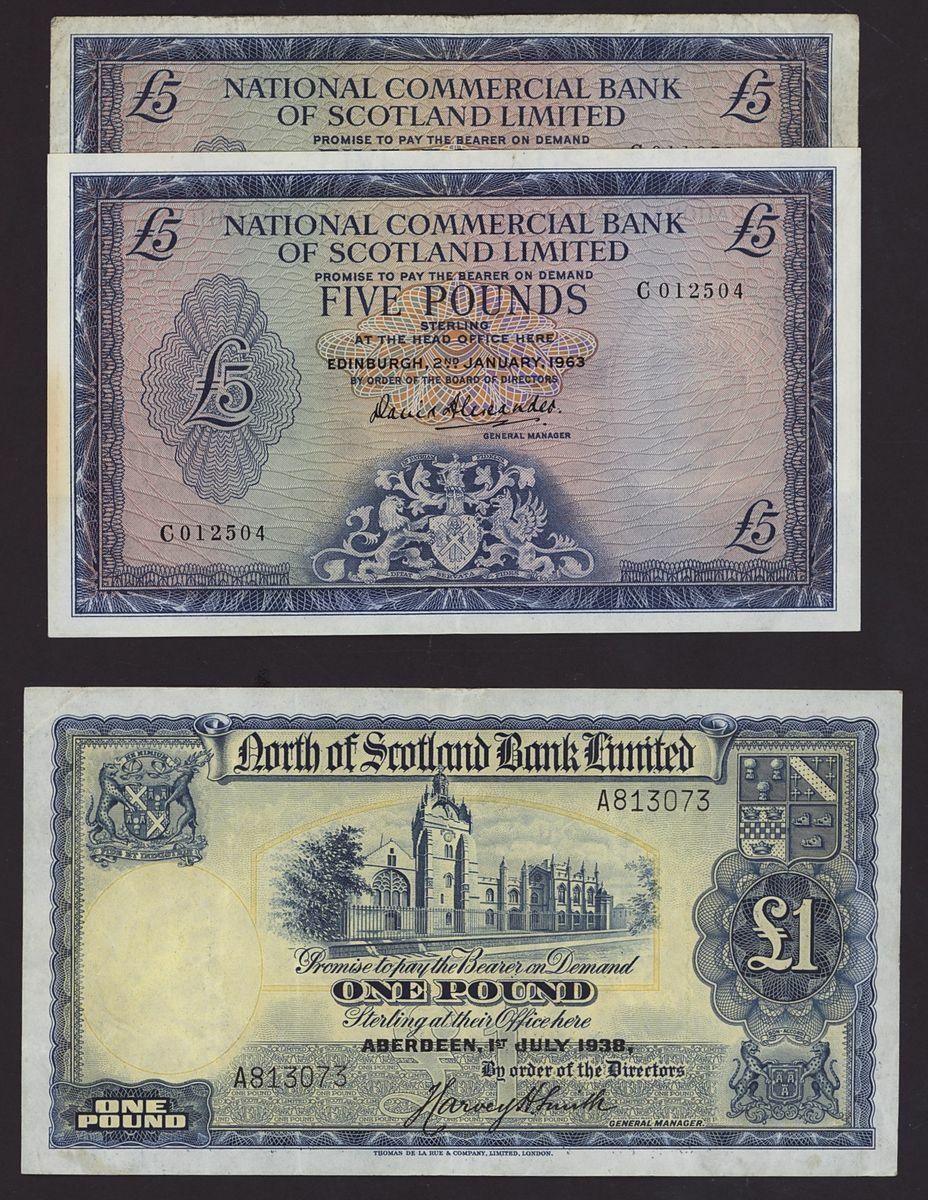 £5
NATIONAL COMMERCIAL BANK
OF SCOTLAND LIMITED
£5
PROMISE TO PAY THE BEARER ON DEMAND
£5
NATIONAL COMMERCIAL BANK
OF SCOTLAND LIMITED
£5
PROMISE TO PAY THE BEARER ON DEMAND
FIVE POUNDS
C 012504
STERLING
AT THE HEAD OFFICE HERE
EDINBURGH, 2ND JANUARY, 1963
BY ORDER OF THE BOARD OF DIRECTORS
David Alexander.
GENERAL MANAGER
£5
C 012504
£5
North of Scotland Bank Limited
A813073
£1
Promise to pay the Bearer on Demand
ONE POUND
Sterling at their Office here
ABERDEEN, 1ST JULY 1938,
A813073
By order of the Directors
Harvey H Smith
GENERAL MANAGER.
ONE
POUND
THOMAS DE LA RUE & COMPANY, LIMITED, LONDON.